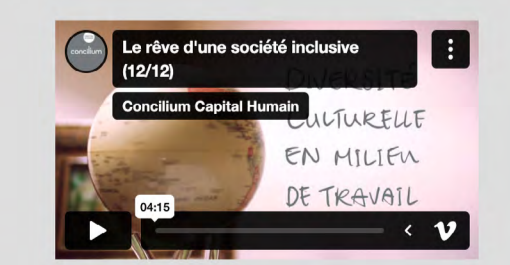 concilium
Le rêve d'une société inclusive
(12/12)
Concilium Capital Humain
DIVERSITÉ
CULTURELLE
EN MILIEU
DE TRAVAIL
04:15